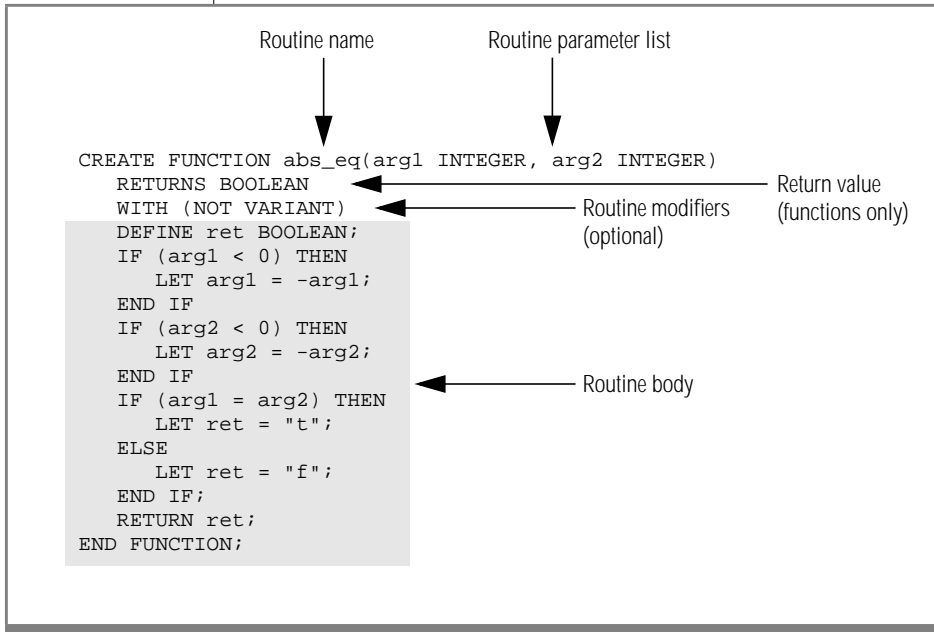 Routine name Routine parameter list
CREATE FUNCTION abs_eq(arg1 INTEGER, arg2 INTEGER)
RETURNS BOOLEAN
Return value
(functions only)
WITH (NOT VARIANT)
Routine modifiers
(optional)
DEFINE ret BOOLEAN;
IF (arg1 < 0) THEN
LET arg1 = -arg1;
END IF
IF (arg2 < 0) THEN
LET arg2 = -arg2;
END IF
Routine body
IF (arg1 = arg2) THEN
LET ret = "t";
ELSE
LET ret = "f";
END IF;
RETURN ret;
END FUNCTION;